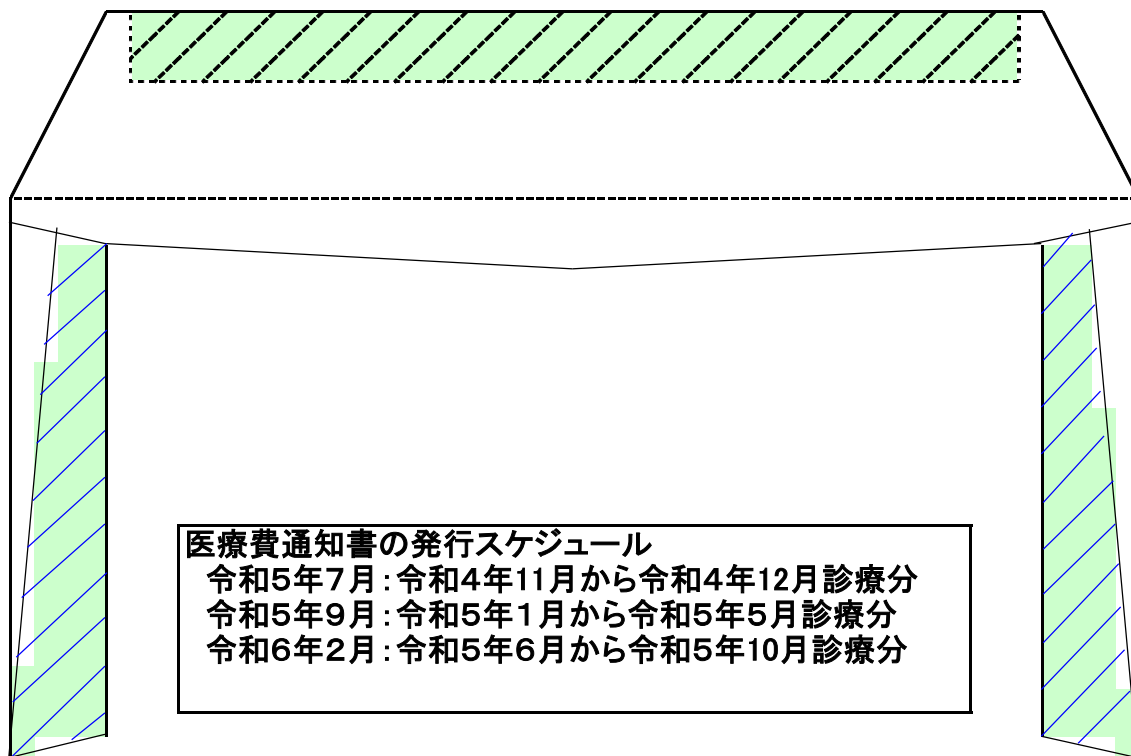 医療費通知書の発行スケジュール
令和５年７月：令和４年11月から令和４年12月診療分
令和５年９月：令和５年１月から令和５年５月診療分
令和６年２月：令和５年６月から令和５年10月診療分